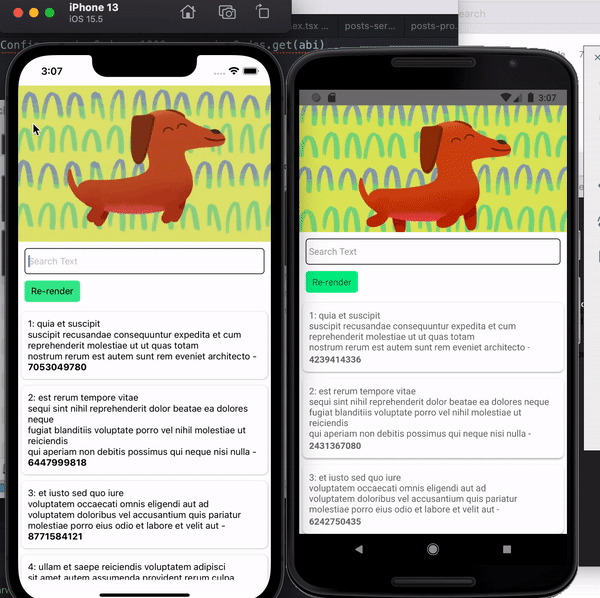 iPhone 13
iOS 15.5
ex.tsx
posts-ser...
posts-pro...
Search
.get(abi)
3:07
Search Text
Re-render
1: quia et suscipit
suscipit recusandae consequuntur expedita et cum
reprehenderit molestiae ut ut quas totam
nostrum rerum est autem sunt rem eveniet architecto -
7053049780
2: est rerum tempore vitae
sequi sint nihil reprehenderit dolor beatae ea dolores
neque
fugiat blanditiis voluptate porro vel nihil molestiae ut
reiciendis
qui aperiam non debitis possimus qui neque nisi nulla -
6447999818
3: et iusto sed quo iure
voluptatem occaecati omnis eligendi aut ad
voluptatem doloribus vel accusantium quis pariatur
molestiae porro eius odio et labore et velit aut -
8771584121
4: ullam et saepe reiciendis voluptatem adipisci
sit amet autem assumenda provident rerum culpa
3:07
Search Text
Re-render
1: quia et suscipit
suscipit recusandae consequuntur expedita et cum
reprehenderit molestiae ut ut quas totam
nostrum rerum est autem sunt rem eveniet architecto -
4239414336
2: est rerum tempore vitae
sequi sint nihil reprehenderit dolor beatae ea dolores neque
fugiat blanditiis voluptate porro vel nihil molestiae ut
reiciendis
qui aperiam non debitis possimus qui neque nisi nulla -
2431367080
3: et iusto sed quo iure
voluptatem occaecati omnis eligendi aut ad
voluptatem doloribus vel accusantium quis pariatur
molestiae porro eius odio et labore et velit aut -
6242750435